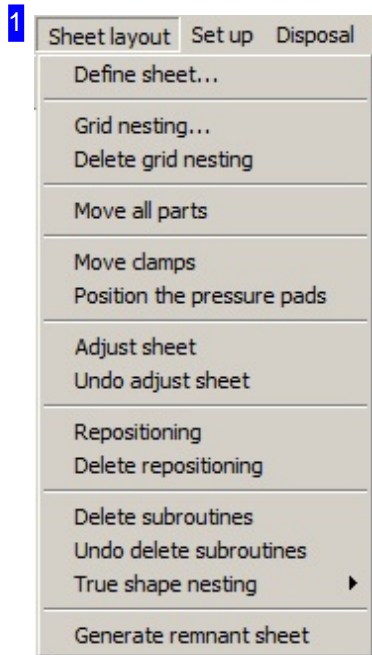 1
Sheet layout Set up Disposal
Define sheet...
Grid nesting...
Delete grid nesting
Move all parts
Move clamps
Position the pressure pads
Adjust sheet
Undo adjust sheet
Repositioning
Delete repositioning
Delete subroutines
Undo delete subroutines
True shape nesting
Generate remnant sheet